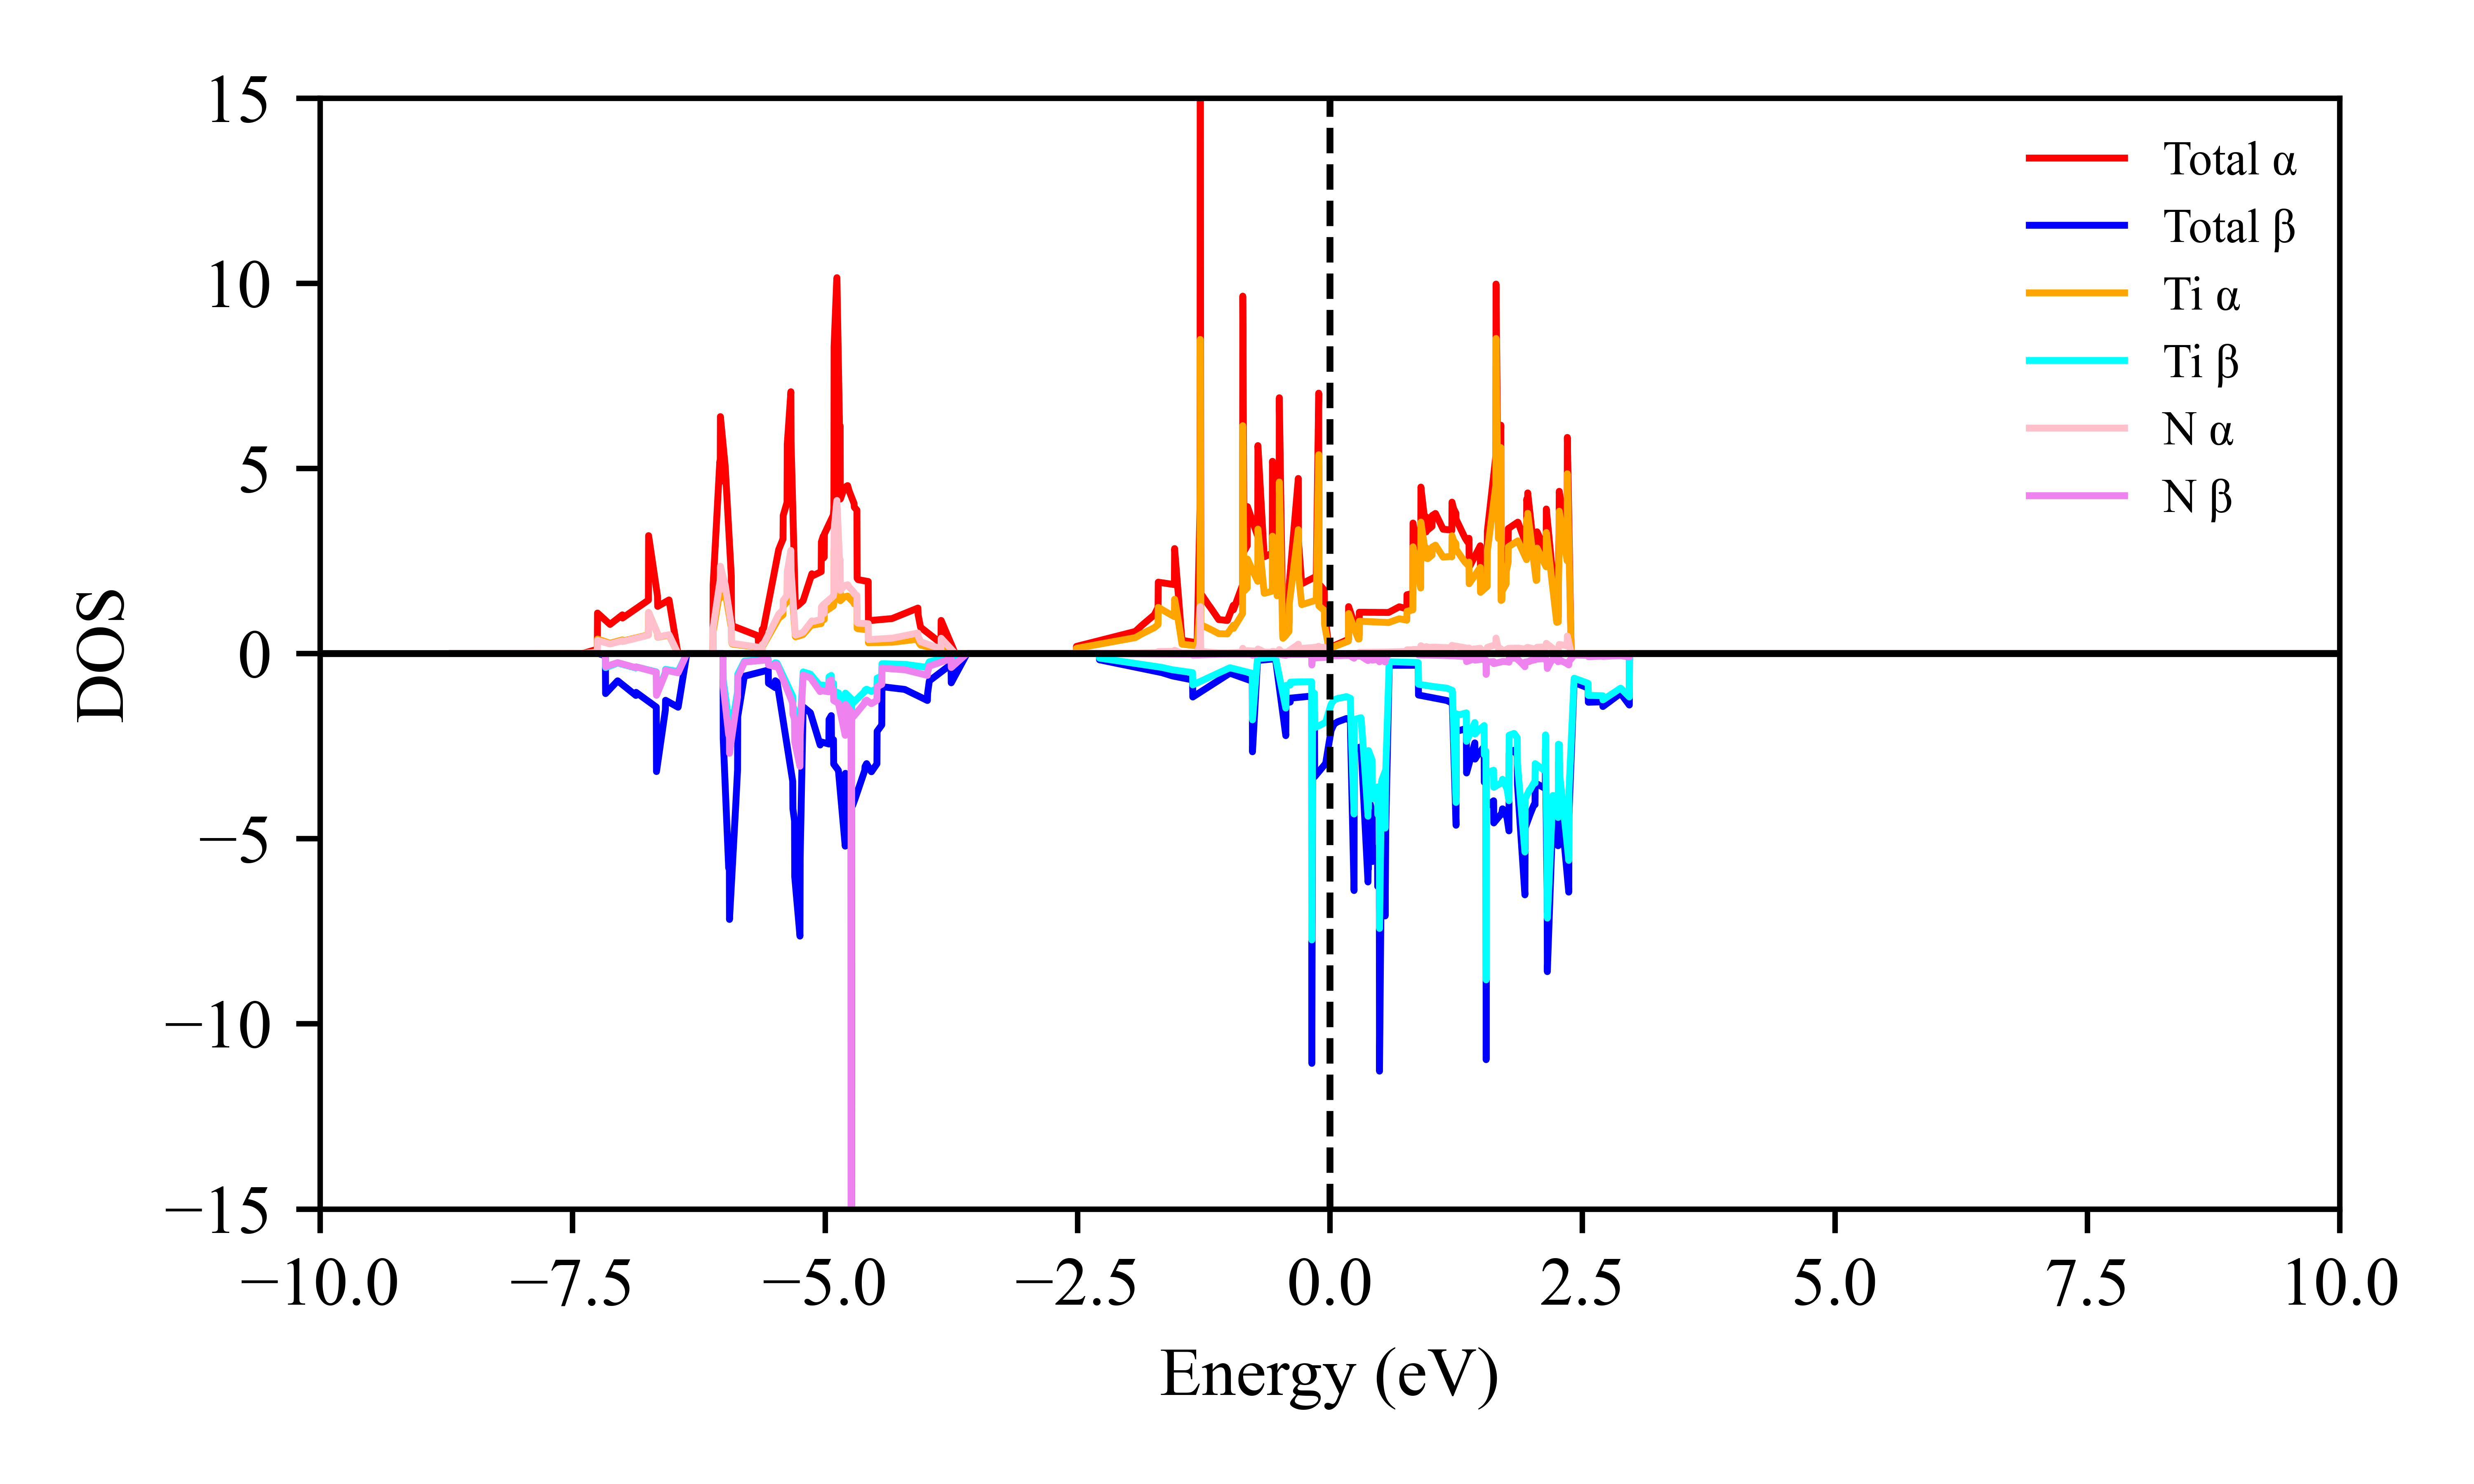 15
10
5
0
−5
−10
−15
DOS
Total α
Total β
Ti α
Ti β
N α
N β
−10.0 −7.5 −5.0 −2.5 0.0 2.5 5.0 7.5 10.0
Energy (eV)